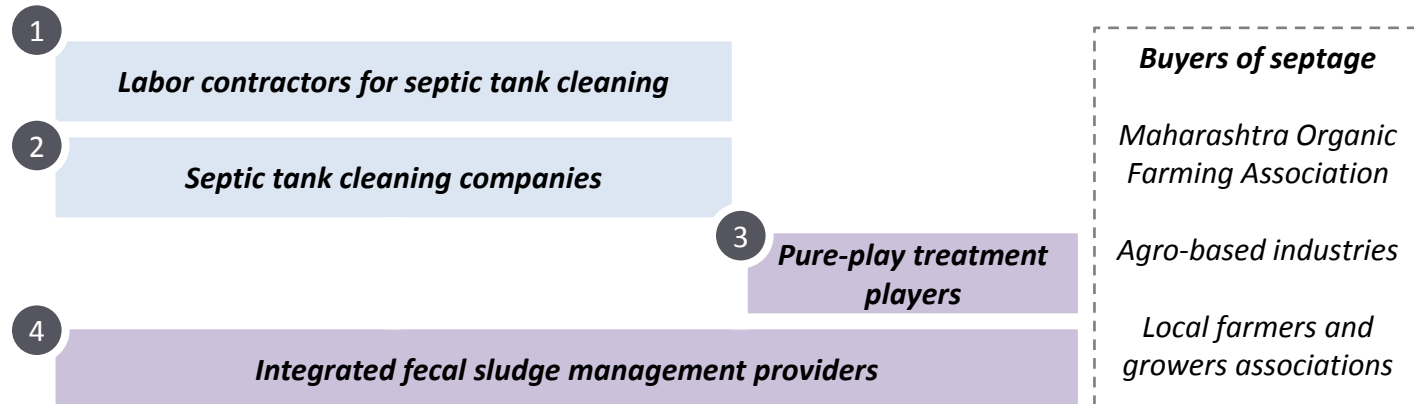 1
Labor contractors for septic tank cleaning
2
Septic tank cleaning companies
3
Pure-play treatment
players
4
Integrated fecal sludge management providers
Buyers of septage
Maharashtra Organic
Farming Association
Agro-based industries
Local farmers and
growers associations